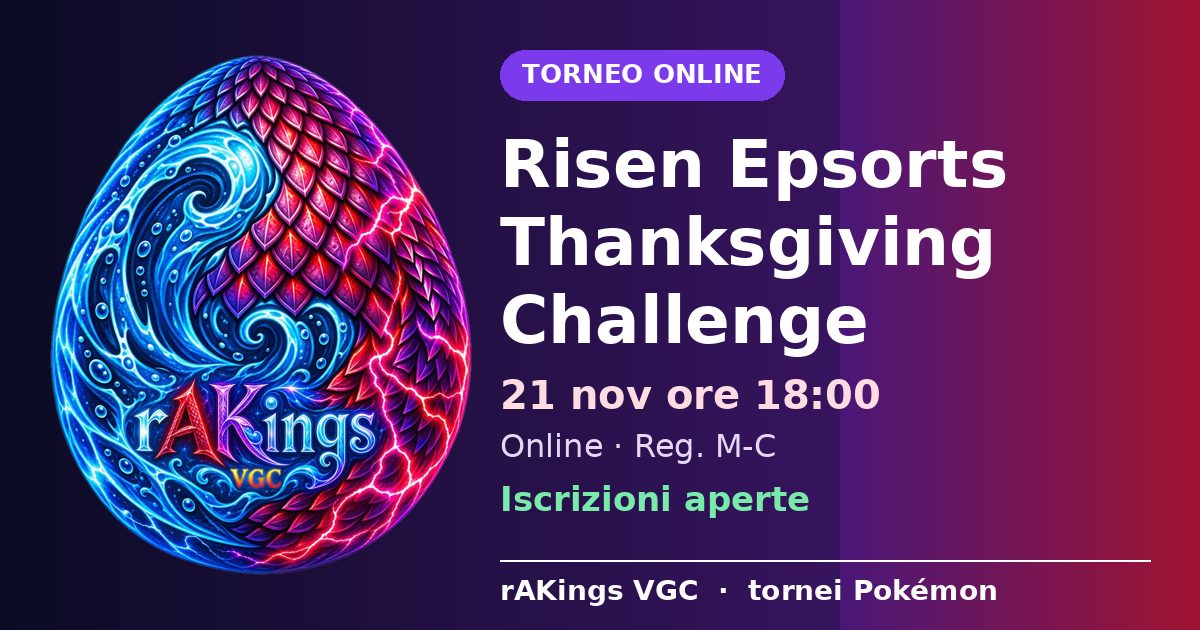 TORNEO ONLINE
Risen Epsorts
Thanksgiving
Challenge
21 nov ore 18:00
Online · Reg. M-C
Iscrizioni aperte
rAKings
VGC
rAKings VGC · tornei Pokémon